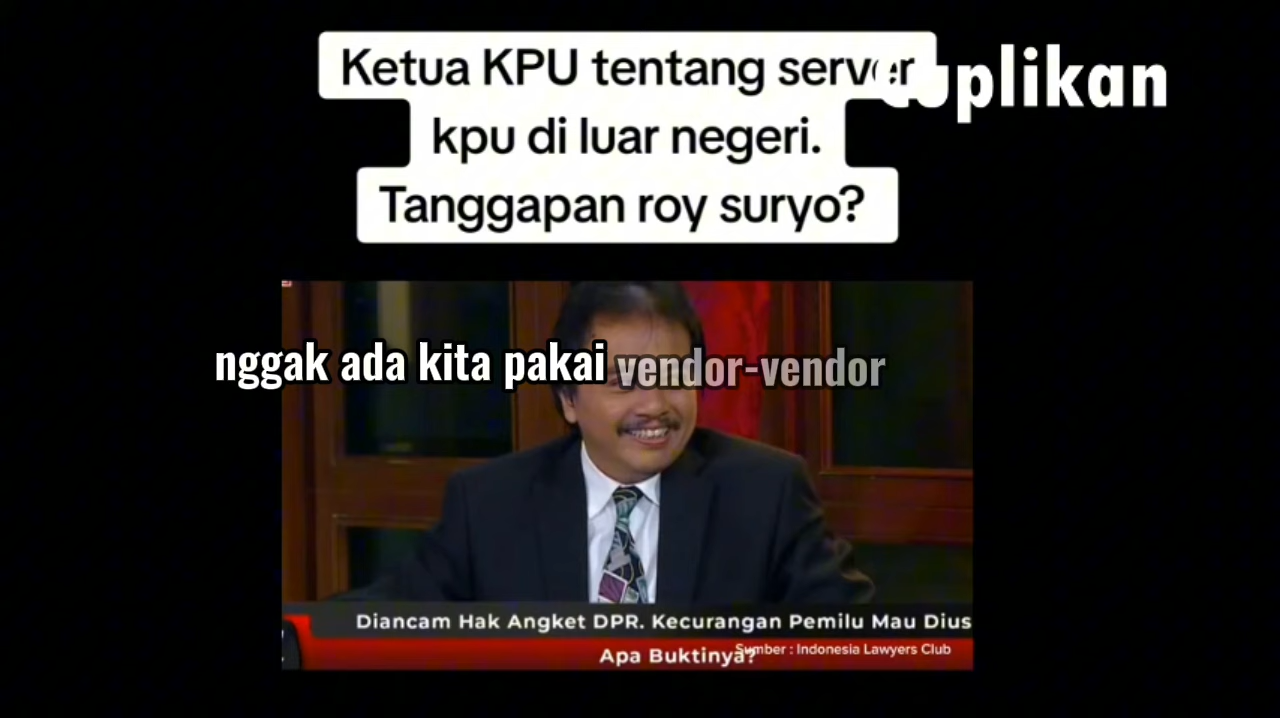 Ketua KPU tentang server
cuplikan
kpu di luar negeri.
Tanggapan roy suryo?
nggak ada kita pakai vendor-vendor
Diancam Hak Angket DPR. Kecurangan Pemilu Mau Dius
Apa Buktinya?
Sumber : Indonesia Lawyers Club